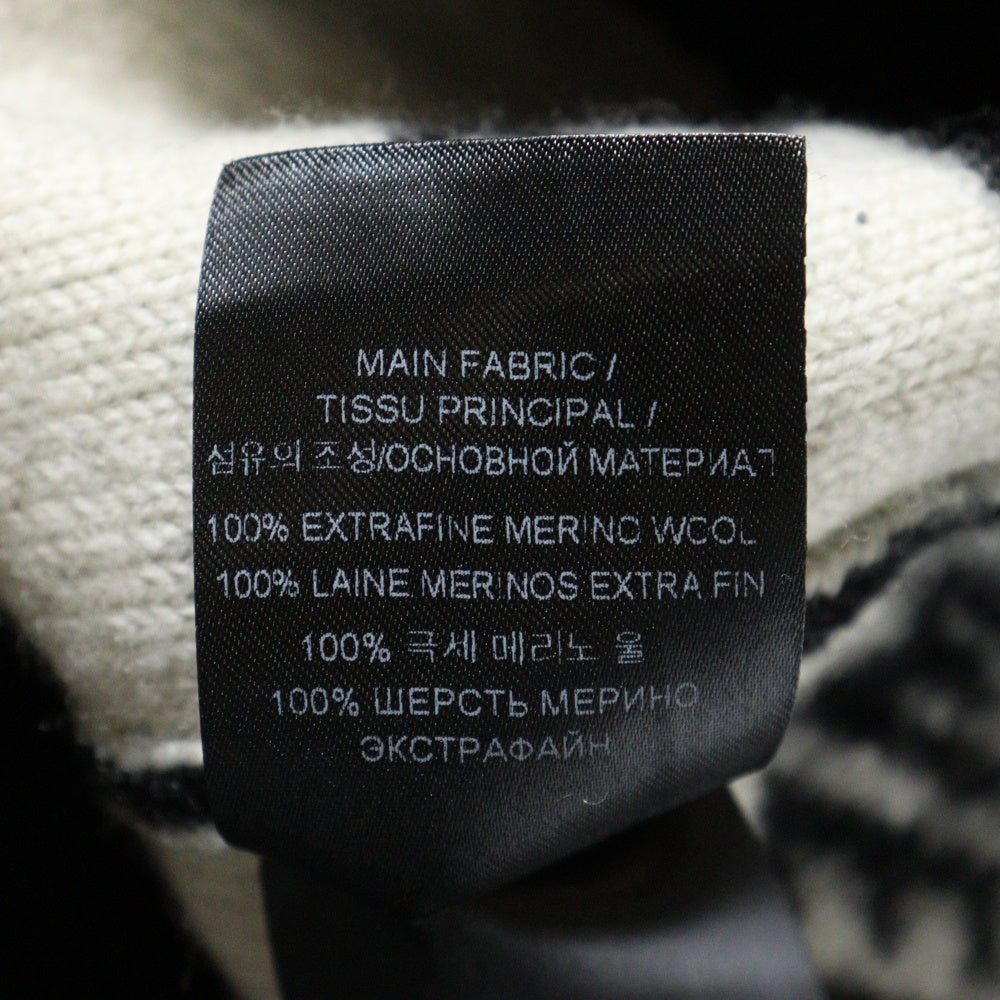 MAIN FABRIC /
TISSU PRINCIPAL /
섬유의 조성/ОСНОВНОЙ МАТЕРИАЛ
100% EXTRAFINE MERINO WOOL
100% LAINE MERINOS EXTRA FIN
100% 극세 메리노 울
100% ШЕРСТЬ МЕРИНО
ЭКСТРАФАЙН